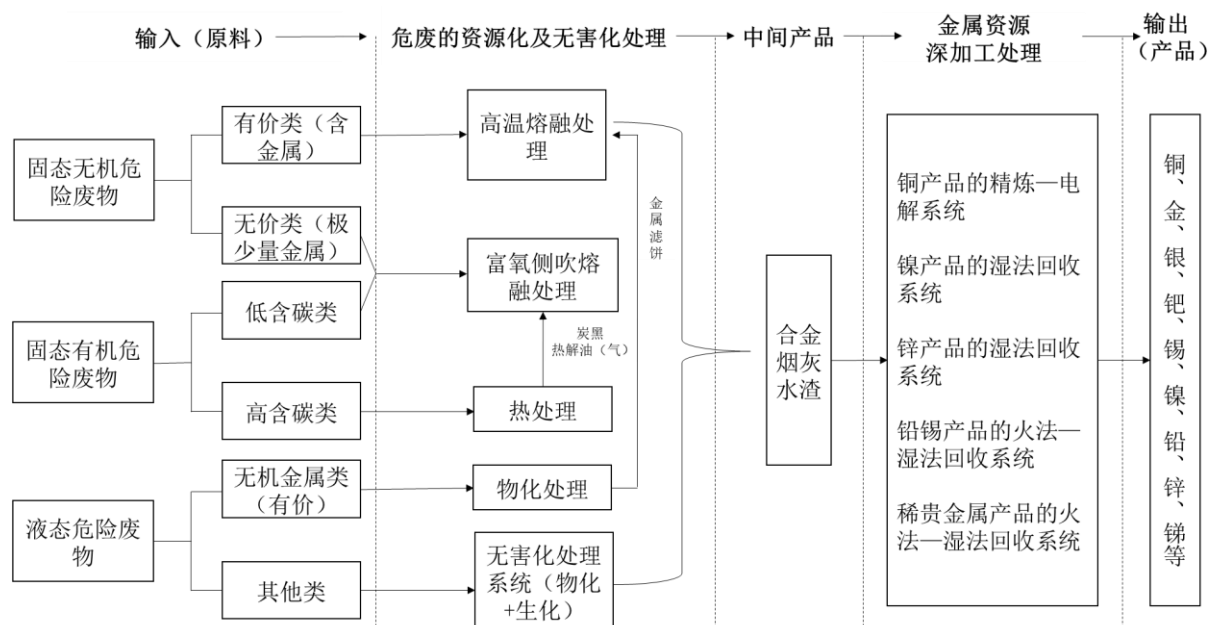 输入（原料）
危废的资源化及无害化处理
中间产品
金属资源
深加工处理
输出
（产品）
固态无机危
险废物
有价类（含
金属）
无价类（极
少量金属）
固态有机危
险废物
低含碳类
高含碳类
液态危险废
物
无机金属类
（有价）
其他类
高温熔融处
理
富氧侧吹熔
融处理
炭黑
热解油（气）
热处理
物化处理
无害化处理
系统（物化
+生化）
金属滤饼
合金
烟灰
水渣
铜产品的精炼—电
解系统
镍产品的湿法回收
系统
锌产品的湿法回收
系统
铅锡产品的火法—
湿法回收系统
稀贵金属产品的火
法—湿法回收系统
铜、金、银、钯、锡、镍、铅、锌、锑等